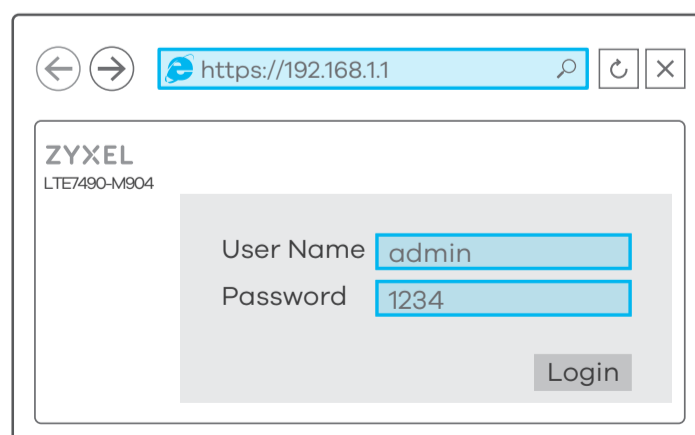 https://192.168.1.1
ZYXEL
LTE7490-M904
User Name admin
Password 1234
Login